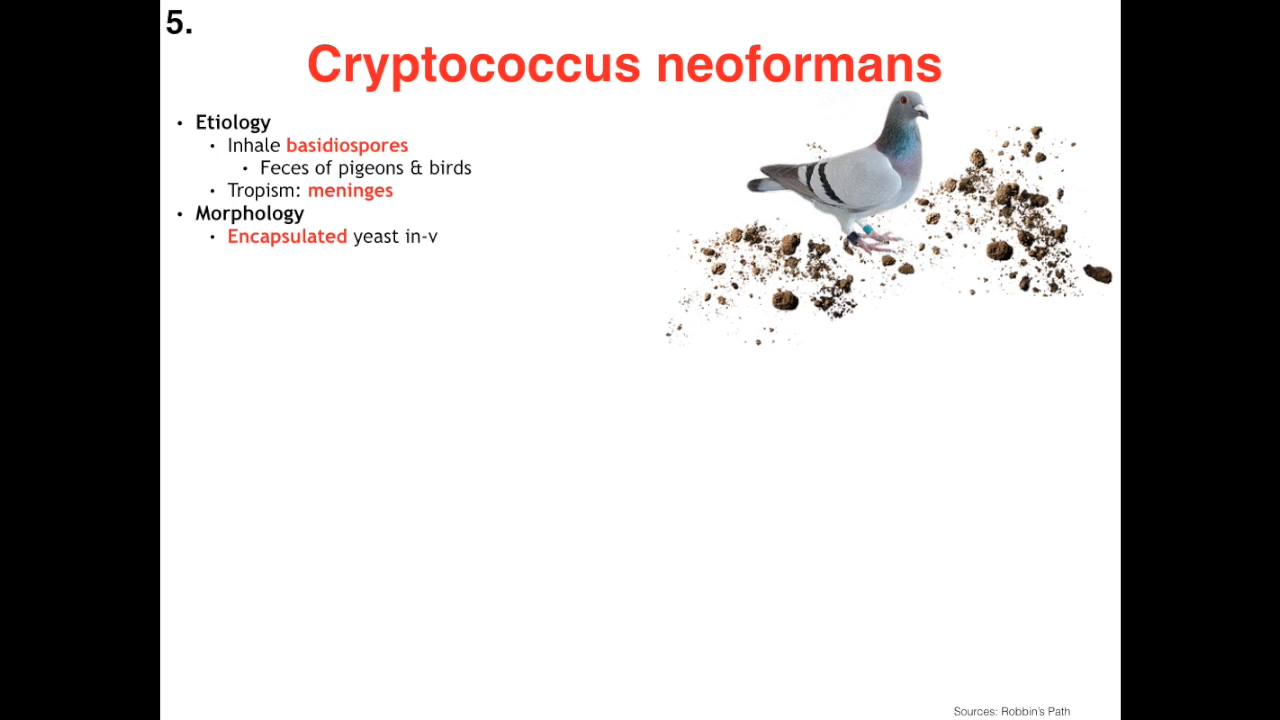 5.
Cryptococcus neoformans
• Etiology
• Inhale basidiospores
• Feces of pigeons & birds
• Tropism: meninges
• Morphology
• Encapsulated yeast in-v
Sources: Robbin's Path